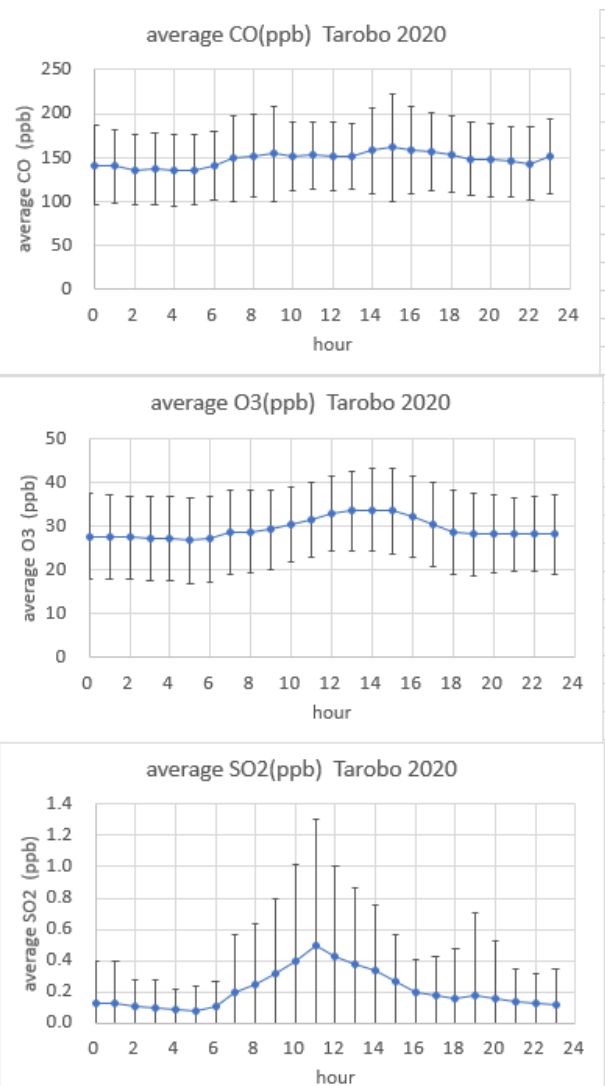 average CO(ppb)  Tarobo 2020
average CO (ppb)
250
200
150
100
50
0
0 2 4 6 8 10 12 14 16 18 20 22 24
hour
average O3(ppb)  Tarobo 2020
average O3 (ppb)
50
40
30
20
10
0
0 2 4 6 8 10 12 14 16 18 20 22 24
hour
average SO2(ppb)  Tarobo 2020
average SO2 (ppb)
1.4
1.2
1.0
0.8
0.6
0.4
0.2
0.0
0 2 4 6 8 10 12 14 16 18 20 22 24
hour